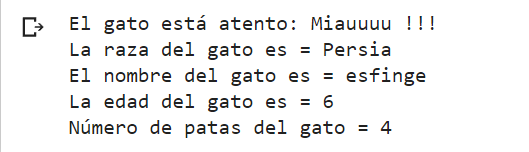 El gato está atento: Miauuuu !!!
La raza del gato es = Persia
El nombre del gato es = esfinge
La edad del gato es = 6
Número de patas del gato = 4